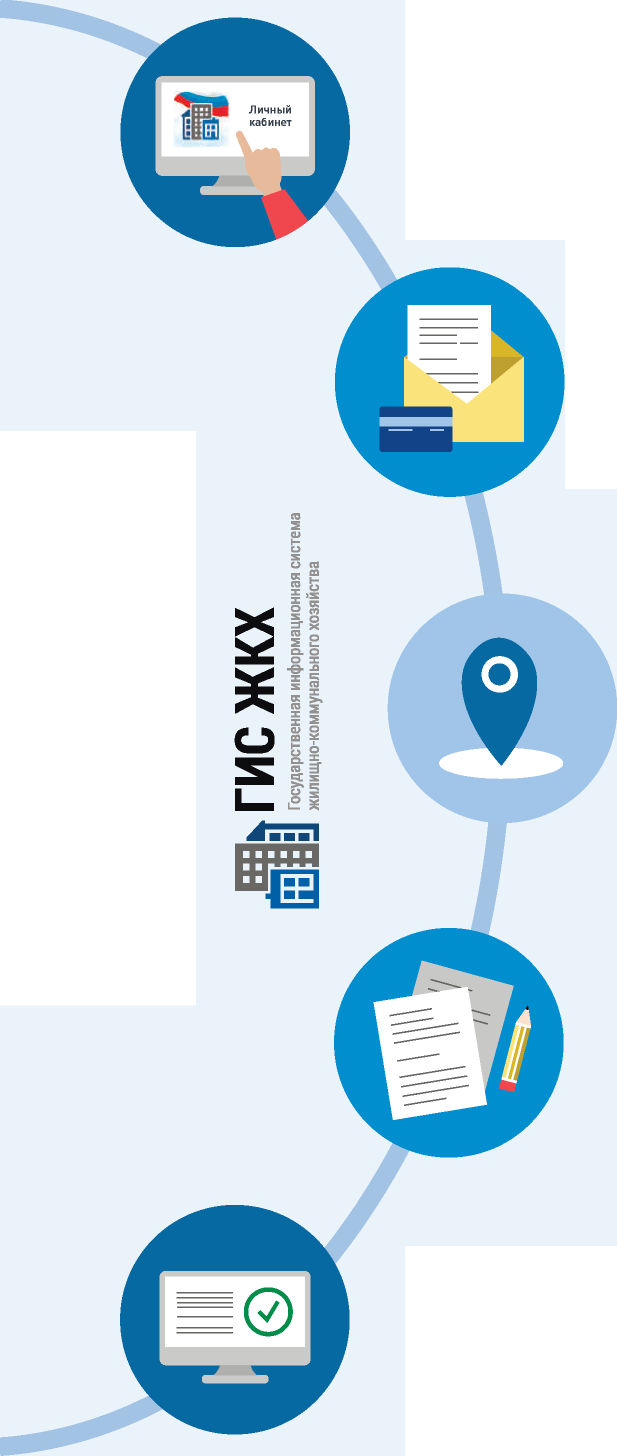 Личный
кабинет
ГИС ЖКХ
Государственная информационная система
жилищно-коммунального хозяйства